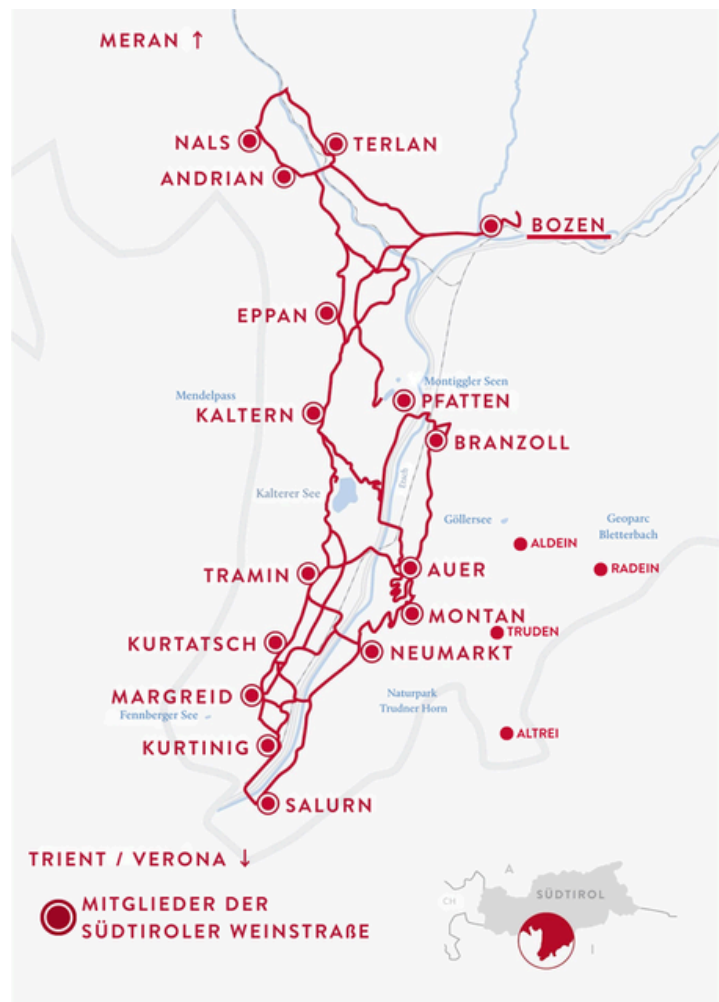 MERAN ↑
NALS
TERLAN
ANDRIAN
BOZEN
EPPAN
Montiggler Seen
Mendelpass
PFATTEN
KALTERN
BRANZOLL
Etsch
Kalterer See
Göllersee
Geoparc
Bletterbach
ALDEIN
RADEIN
TRAMIN
AUER
MONTAN
TRUDEN
KURTATSCH
NEUMARKT
MARGREID
Naturpark
Trudner Horn
Fennberger See
ALTREI
KURTINIG
SALURN
TRIENT / VERONA ↓
MITGLIEDER DER
SÜDTIROLER WEINSTRAßE
A
CH
SÜDTIROL
I